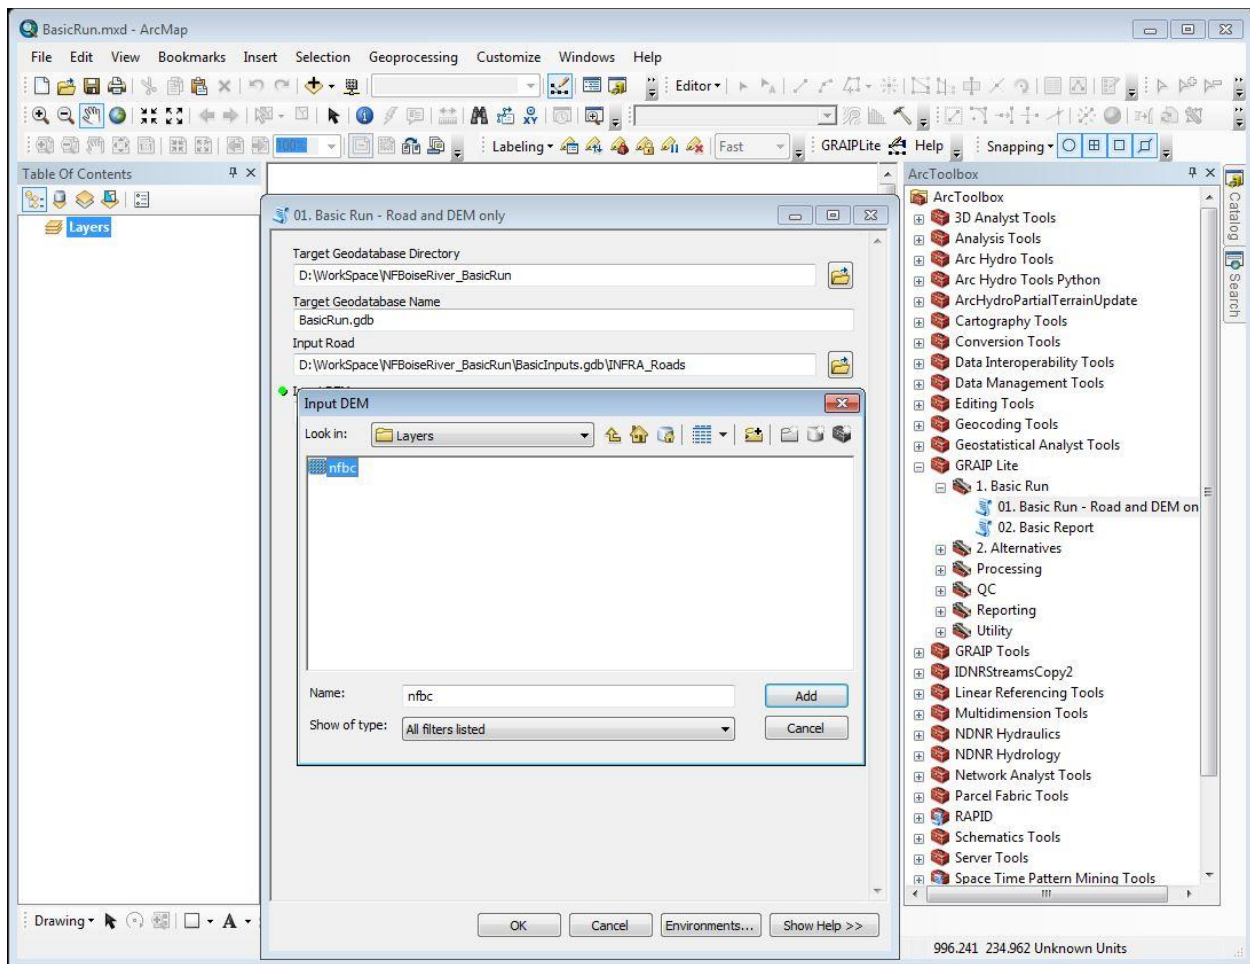 BasicRun.mxd - ArcMap
File Edit View Bookmarks Insert Selection Geoprocessing Customize Windows Help
Editor
100% Labeling Fast GRAIPLite Help Snapping
Table Of Contents
Layers
01. Basic Run - Road and DEM only
Target Geodatabase Directory
D:\WorkSpace\NFBoiseRiver_BasicRun
Target Geodatabase Name
BasicRun.gdb
Input Road
D:\WorkSpace\NFBoiseRiver_BasicRun\BasicInputs.gdb\INFRA_Roads
Input DEM
Look in: Layers
nfbc
Name: nfbc Add
Show of type: All filters listed Cancel
OK Cancel Environments... Show Help >>
ArcToolbox
ArcToolbox
3D Analyst Tools
Analysis Tools
Arc Hydro Tools
Arc Hydro Tools Python
ArcHydroPartialTerrainUpdate
Cartography Tools
Conversion Tools
Data Interoperability Tools
Data Management Tools
Editing Tools
Geocoding Tools
Geostatistical Analyst Tools
GRAIP Lite
1. Basic Run
01. Basic Run - Road and DEM on
02. Basic Report
2. Alternatives
Processing
QC
Reporting
Utility
GRAIP Tools
IDNRStreamsCopy2
Linear Referencing Tools
Multidimension Tools
NDNR Hydraulics
NDNR Hydrology
Network Analyst Tools
Parcel Fabric Tools
RAPID
Schematics Tools
Server Tools
Space Time Pattern Mining Tools
Catalog
Search
Drawing A
996.241 234.962 Unknown Units